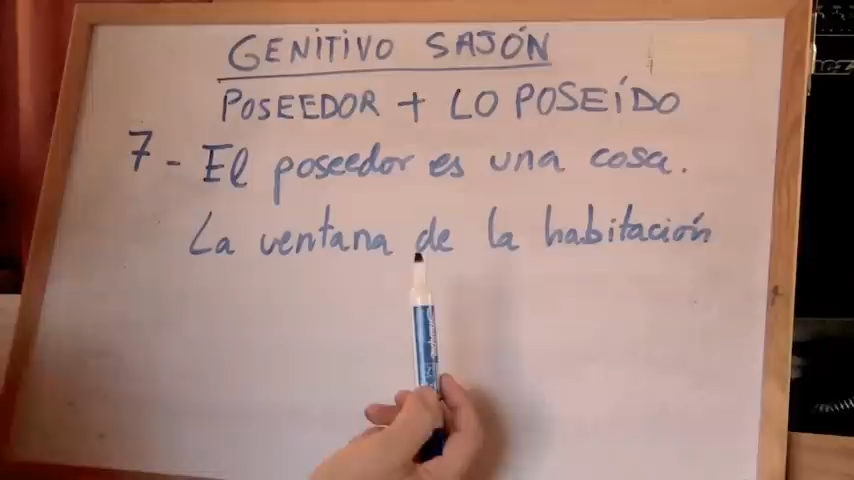 GENITIVO SAJÓN
POSEEDOR + LO POSEÍDO
7- El poseedor es una cosa.
La ventana de la habitación